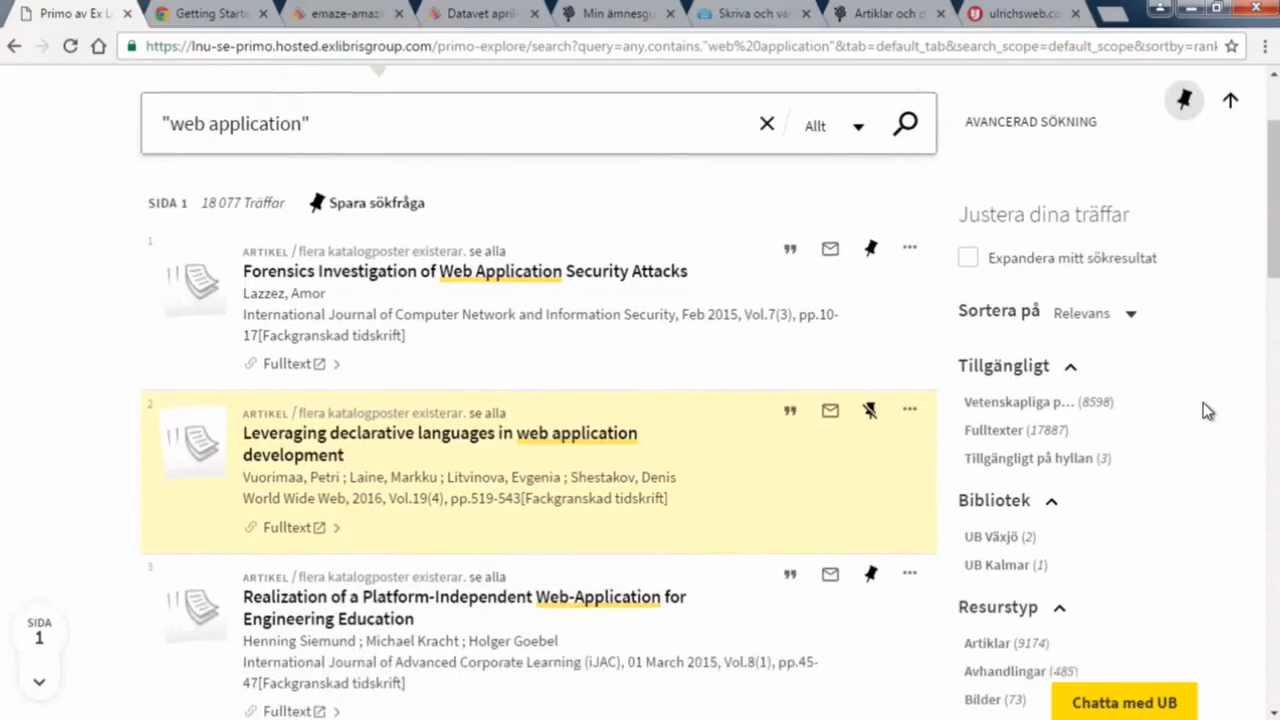 Primo av Ex L
Getting Start
emaze-amaz
Datavet april-
Min ämnesgu
Skriva och vä
Artiklar och d
ulrichsweb.co
https://lnu-se-primo.hosted.exlibrisgroup.com/primo-explore/search?query=any,contains,"web%20application"&tab=default_tab&search_scope=default_scope&sortby=rank
"web application"
Allt
AVANCERAD SÖKNING
SIDA 1 18 077 Träffar Spara sökfråga
Justera dina träffar
Expandera mitt sökresultat
Sortera på Relevans
Tillgängligt
Vetenskapliga p... (8598)
Fulltexter (17887)
Tillgängligt på hyllan (3)
Bibliotek
UB Växjö (2)
UB Kalmar (1)
Resurstyp
Artiklar (9174)
Avhandlingar (485)
Bilder (73)
1
ARTIKEL / flera katalogposter existerar. se alla
Forensics Investigation of Web Application Security Attacks
Lazzez, Amor
International Journal of Computer Network and Information Security, Feb 2015, Vol.7(3), pp.10-
17[Fackgranskad tidskrift]
Fulltext
2
ARTIKEL / flera katalogposter existerar. se alla
Leveraging declarative languages in web application
development
Vuorimaa, Petri ; Laine, Markku ; Litvinova, Evgenia ; Shestakov, Denis
World Wide Web, 2016, Vol.19(4), pp.519-543[Fackgranskad tidskrift]
Fulltext
3
ARTIKEL / flera katalogposter existerar. se alla
Realization of a Platform-Independent Web-Application for
Engineering Education
Henning Siemund ; Michael Kracht ; Holger Goebel
International Journal of Advanced Corporate Learning (iJAC), 01 March 2015, Vol.8(1), pp.45-
47[Fackgranskad tidskrift]
Fulltext
SIDA
1
Chatta med UB